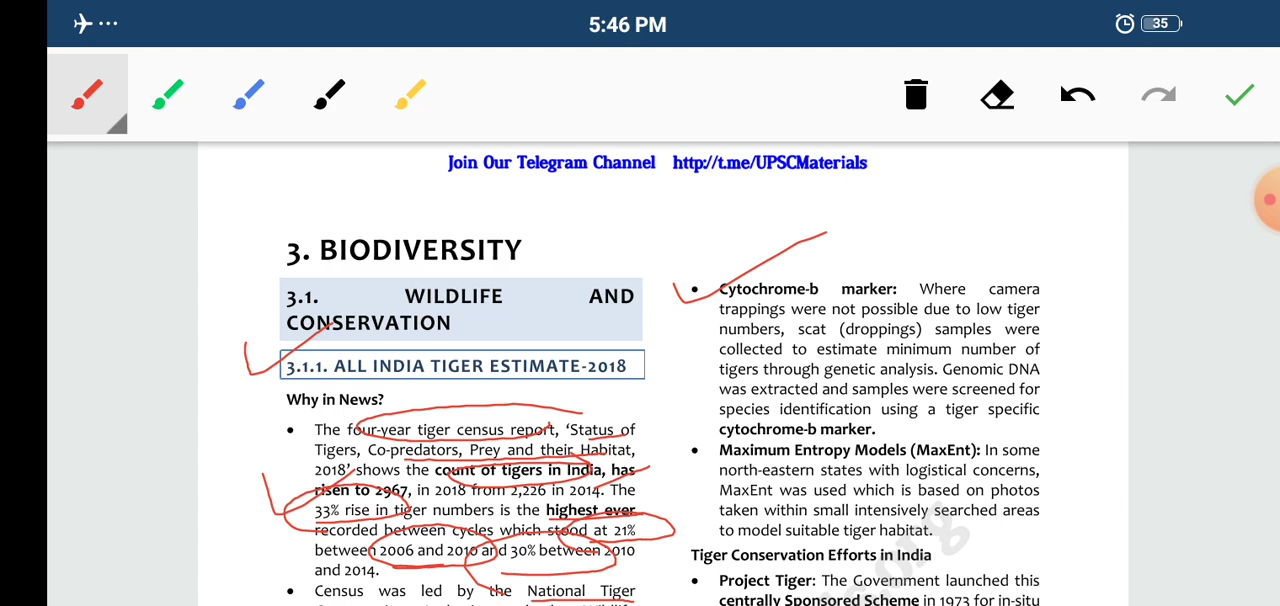 5:46 PM
35
Join Our Telegram Channel http://t.me/UPSCMaterials
3. BIODIVERSITY
3.1. WILDLIFE AND
CONSERVATION
3.1.1. ALL INDIA TIGER ESTIMATE-2018
Why in News?
• The four-year tiger census report, ‘Status of
Tigers, Co-predators, Prey and their Habitat,
2018’ shows the count of tigers in India, has
risen to 2967, in 2018 from 2,226 in 2014. The
33% rise in tiger numbers is the highest ever
recorded between cycles which stood at 21%
between 2006 and 2010 and 30% between 2010
and 2014.
• Census was led by the National Tiger
• Cytochrome-b marker: Where camera
trappings were not possible due to low tiger
numbers, scat (droppings) samples were
collected to estimate minimum number of
tigers through genetic analysis. Genomic DNA
was extracted and samples were screened for
species identification using a tiger specific
cytochrome-b marker.
• Maximum Entropy Models (MaxEnt): In some
north-eastern states with logistical concerns,
MaxEnt was used which is based on photos
taken within small intensively searched areas
to model suitable tiger habitat.
Tiger Conservation Efforts in India
• Project Tiger: The Government launched this
centrally Sponsored Scheme in 1973 for in-situ